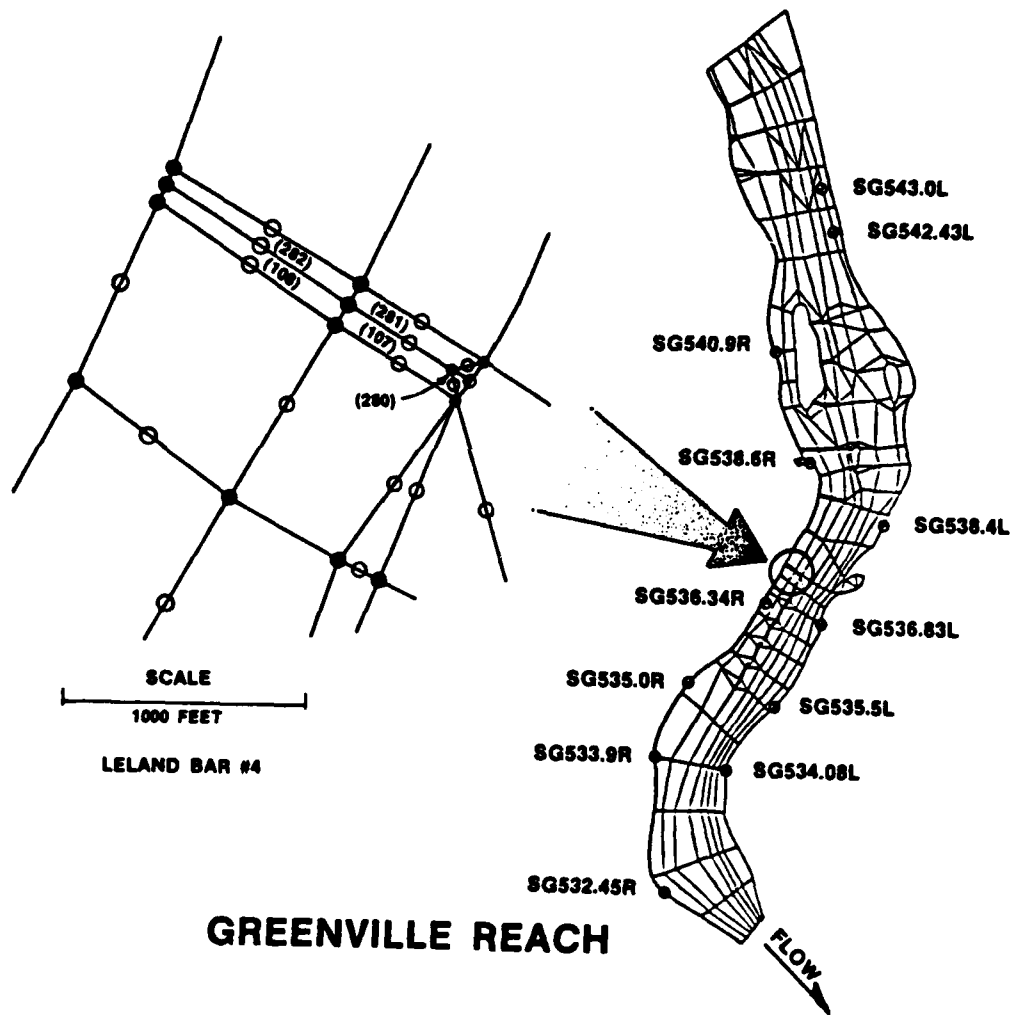 (282)
(106)
(281)
(107)
(280)
SCALE
1000 FEET
LELAND BAR #4
SG543.0L
SG542.43L
SG540.9R
SG538.6R
SG538.4L
SG536.34R
SG536.83L
SG535.0R
SG535.5L
SG533.9R
SG534.08L
SG532.45R
GREENVILLE REACH
FLOW